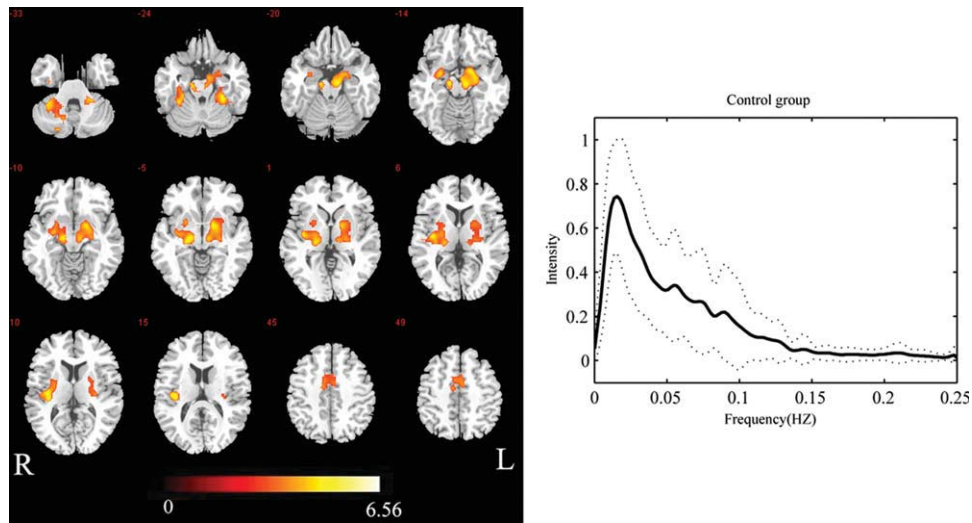 -33 -24 -20 -14
-10 -5 1 6
10 15 45 49
R L
0 6.56
Control group
1
0.8
0.6
0.4
0.2
0
Intensity
0 0.05 0.1 0.15 0.2 0.25
Frequency(HZ)